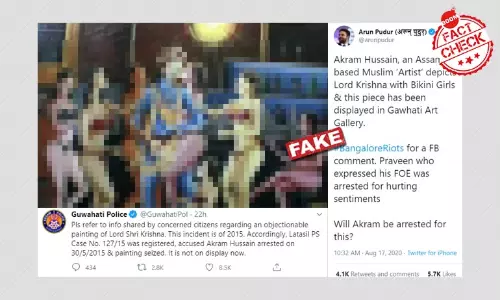 Guwahati Police @GuwahatiPol · 22h
Pls refer to info shared by concerned citizens regarding an objectionable
painting of Lord Shri Krishna. This incident is of 2015. Accordingly, Latasil PS
Case No. 127/15 was registered, accused Akram Hussain arrested on
30/5/2015 & painting seized. It is not on display now.
434 2.8K 8.5K
FAKE
Arun Pudur (अरुण् पुदुर्)
@arunpudur
Akram Hussain, an Assam
based Muslim 'Artist' depicts
Lord Krishna with Bikini Girls
& this piece has been
displayed in Gawhati Art
Gallery.
#BangaloreRiots for a FB
comment. Praveen who
expressed his FOE was
arrested for hurting
sentiments
Will Akram be arrested for
this?
10:32 AM · Aug 17, 2020 · Twitter for iPhone
4.1K Retweets and comments 5.7K Likes
BOOM
FACT
CHECK